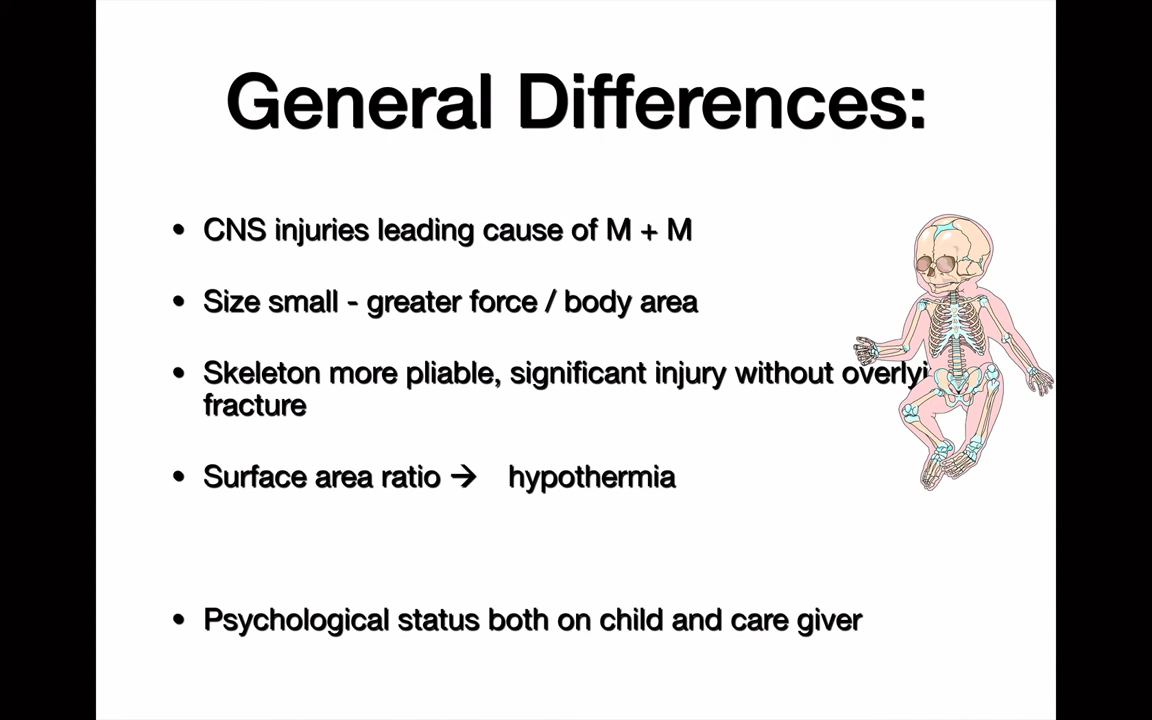 General Differences:
• CNS injuries leading cause of M + M
• Size small - greater force / body area
• Skeleton more pliable, significant injury without
fracture
• Surface area ratio → hypothermia
• Psychological status both on child and care giver